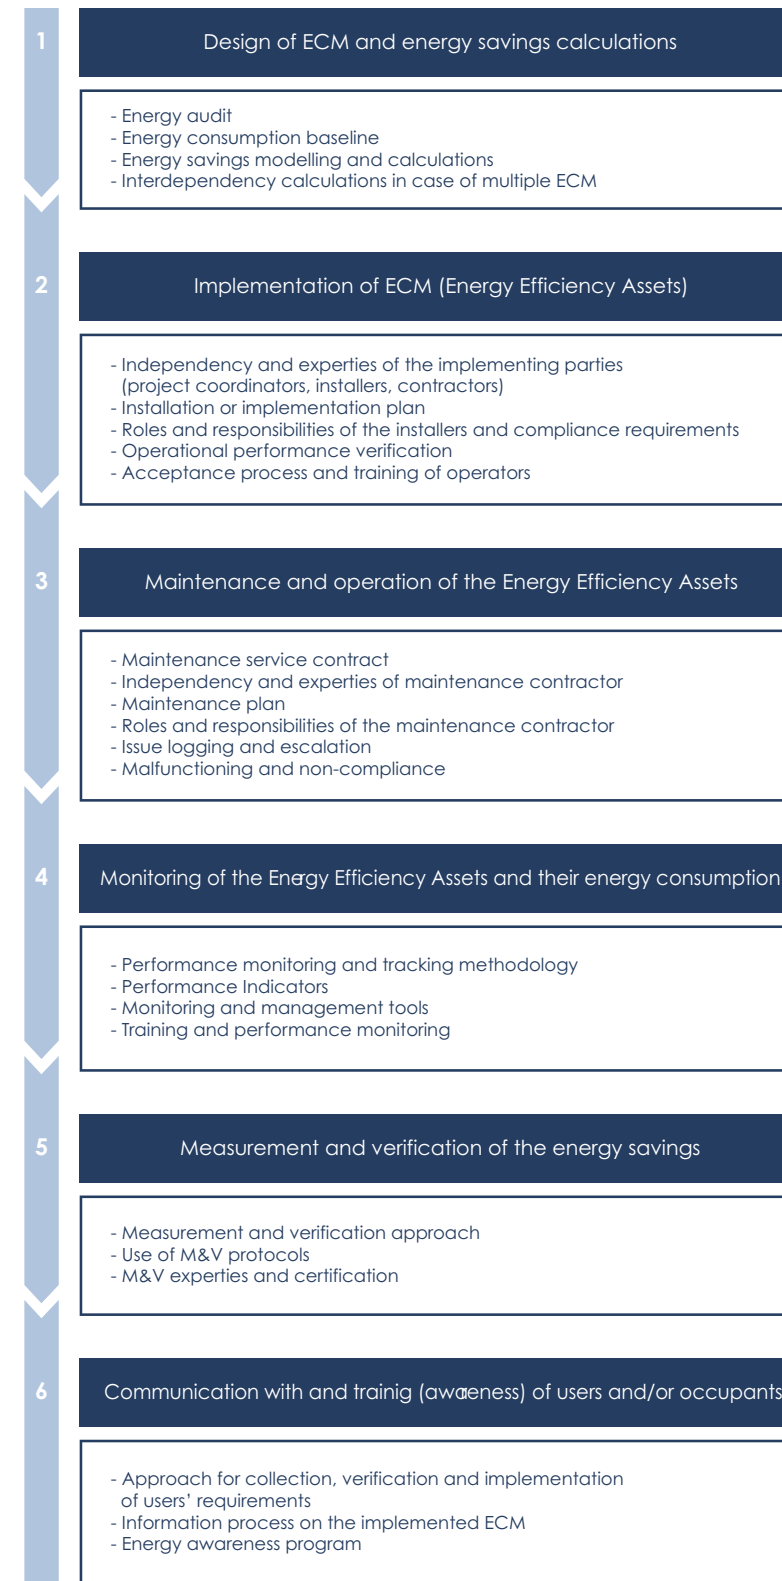 1
Design of ECM and energy savings calculations
- Energy audit
- Energy consumption baseline
- Energy savings modelling and calculations
- Interdependency calculations in case of multiple ECM
2
Implementation of ECM (Energy Efficiency Assets)
- Independency and experties of the implementing parties
(project coordinators, installers, contractors)
- Installation or implementation plan
- Roles and responsibilities of the installers and compliance requirements
- Operational performance verification
- Acceptance process and training of operators
3
Maintenance and operation of the Energy Efficiency Assets
- Maintenance service contract
- Independency and experties of maintenance contractor
- Maintenance plan
- Roles and responsibilities of the maintenance contractor
- Issue logging and escalation
- Malfunctioning and non-compliance
4
Monitoring of the Energy Efficiency Assets and their energy consumption
- Performance monitoring and tracking methodology
- Performance Indicators
- Monitoring and management tools
- Training and performance monitoring
5
Measurement and verification of the energy savings
- Measurement and verification approach
- Use of M&V protocols
- M&V experties and certification
6
Communication with and trainig (awareness) of users and/or occupants
- Approach for collection, verification and implementation
of users’ requirements
- Information process on the implemented ECM
- Energy awareness program